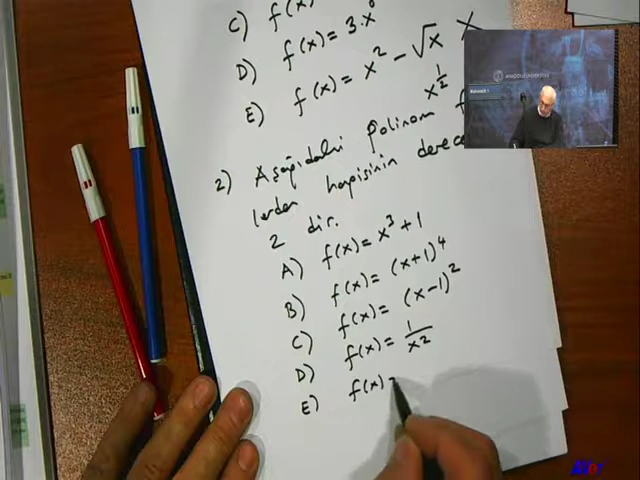 C) f(x)
D) f(x) = 3.x
E) f(x) = x² - √x X
x^(1/2)
2) Aşağıdaki polinom f
lerden hangisinin derece
2 dir.
A) f(x) = x³ + 1
B) f(x) = (x+1)⁴
C) f(x) = (x-1)²
D) f(x) = 1/x²
E) f(x) =